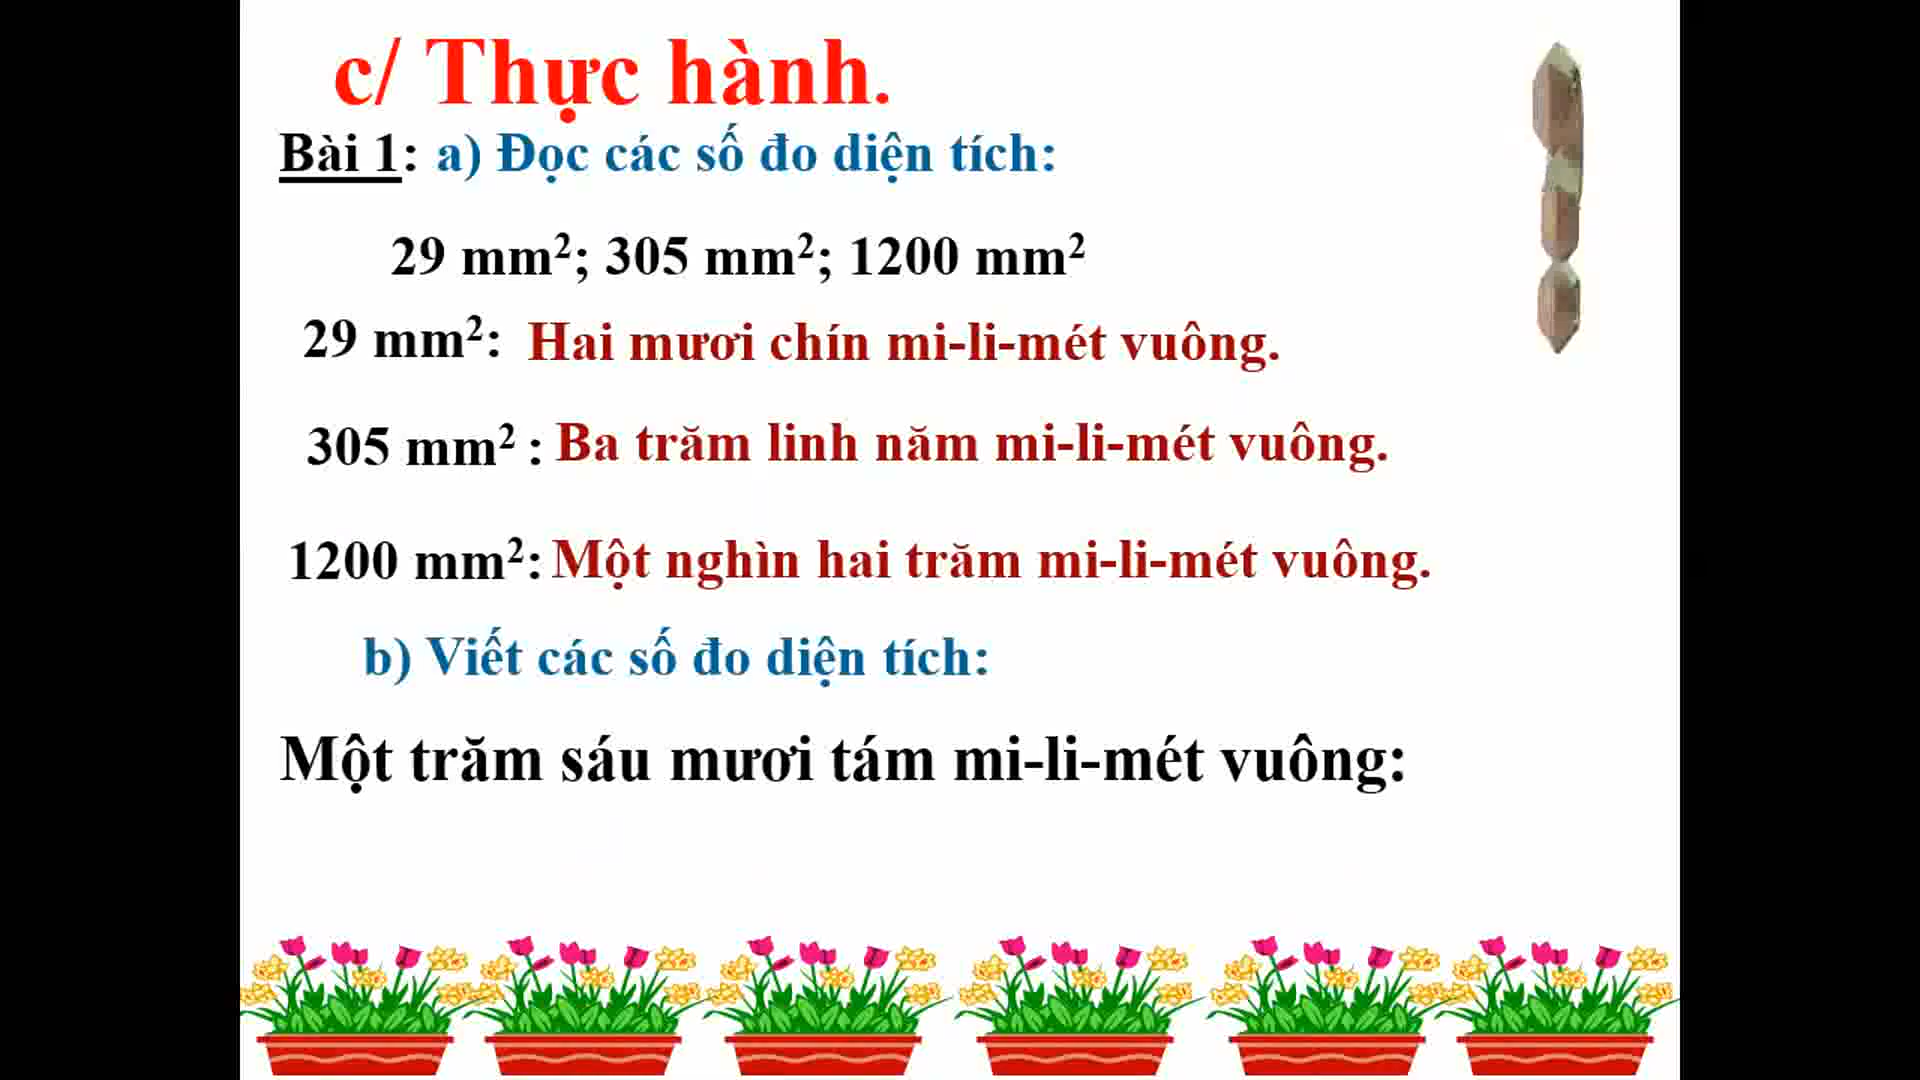 c/ Thực hành.
Bài 1: a) Đọc các số đo diện tích:
29 mm²; 305 mm²; 1200 mm²
29 mm²: Hai mươi chín mi-li-mét vuông.
305 mm² : Ba trăm linh năm mi-li-mét vuông.
1200 mm²: Một nghìn hai trăm mi-li-mét vuông.
b) Viết các số đo diện tích:
Một trăm sáu mươi tám mi-li-mét vuông: